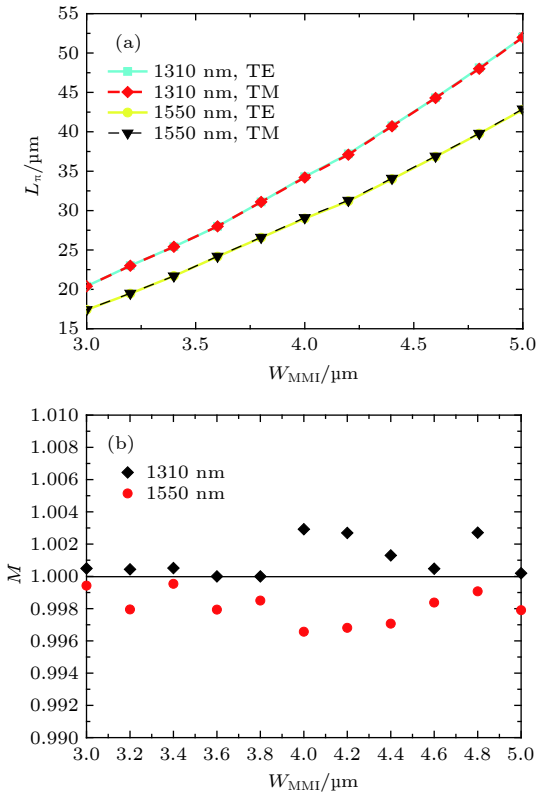 55
50
45
40
35
30
25
20
15
L_π/µm
(a)
1310 nm, TE
1310 nm, TM
1550 nm, TE
1550 nm, TM
3.0 3.5 4.0 4.5 5.0
W_MMI/µm
1.010
1.008
1.006
1.004
1.002
1.000
0.998
0.996
0.994
0.992
0.990
M
(b)
1310 nm
1550 nm
3.0 3.2 3.4 3.6 3.8 4.0 4.2 4.4 4.6 4.8 5.0
W_MMI/µm